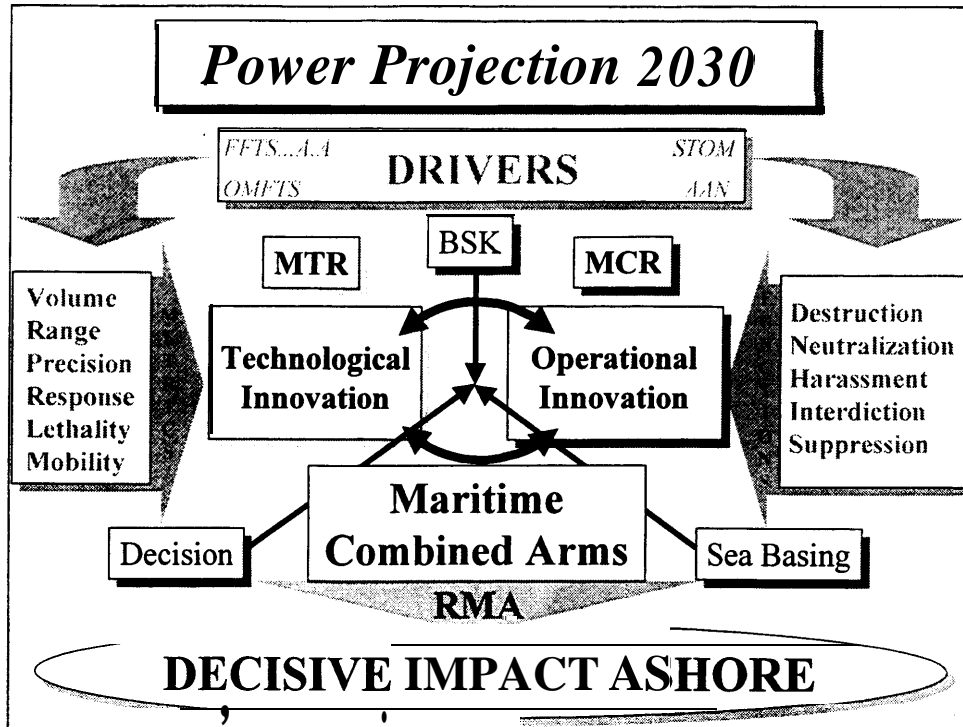 Power Projection 2030
FFTS...A.A
STOM
DRIVERS
OMFTS
AAN
BSK
MTR
MCR
Volume
Range
Precision
Response
Lethality
Mobility
Technological
Innovation
Operational
Innovation
Destruction
Neutralization
Harassment
Interdiction
Suppression
Maritime
Combined Arms
Decision
Sea Basing
RMA
DECISIVE IMPACT ASHORE